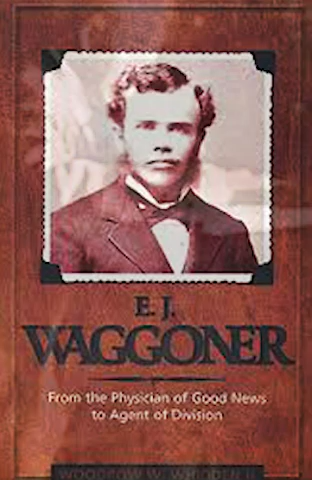 E. J.
WAGGONER
From the Physician of Good News
to Agent of Division